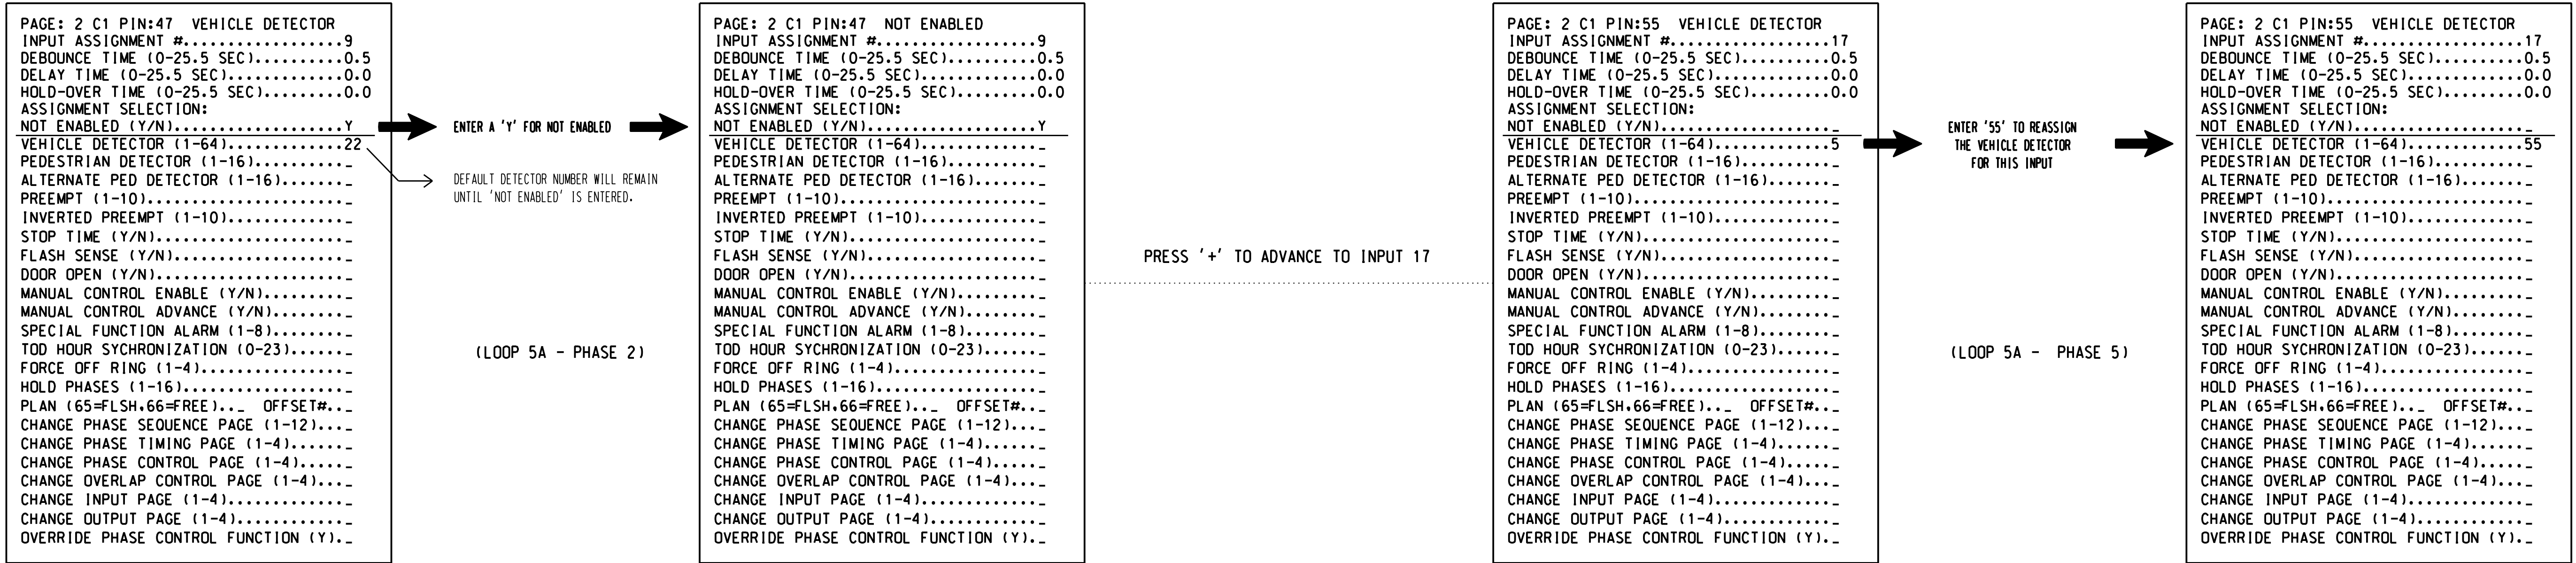 PAGE: 2 C1 PIN:47 VEHICLE DETECTOR
INPUT ASSIGNMENT #..................9
DEBOUNCE TIME (0-25.5 SEC)..........0.5
DELAY TIME (0-25.5 SEC).............0.0
HOLD-OVER TIME (0-25.5 SEC).........0.0
ASSIGNMENT SELECTION:
NOT ENABLED (Y/N)...................Y
VEHICLE DETECTOR (1-64).............22
PEDESTRIAN DETECTOR (1-16).........._
ALTERNATE PED DETECTOR (1-16)......._
PREEMPT (1-10)......................_
INVERTED PREEMPT (1-10)............._
STOP TIME (Y/N)....................._
FLASH SENSE (Y/N)..................._
DOOR OPEN (Y/N)....................._
MANUAL CONTROL ENABLE (Y/N)........._
MANUAL CONTROL ADVANCE (Y/N)........_
SPECIAL FUNCTION ALARM (1-8)........_
TOD HOUR SYCHRONIZATION (0-23)......_
FORCE OFF RING (1-4)................_
HOLD PHASES (1-16).................._
PLAN (65=FLSH,66=FREE).._ OFFSET#.._
CHANGE PHASE SEQUENCE PAGE (1-12)..._
CHANGE PHASE TIMING PAGE (1-4)......_
CHANGE PHASE CONTROL PAGE (1-4)....._
CHANGE OVERLAP CONTROL PAGE (1-4)..._
CHANGE INPUT PAGE (1-4)............._
CHANGE OUTPUT PAGE (1-4)............_
OVERRIDE PHASE CONTROL FUNCTION (Y)._
ENTER A 'Y' FOR NOT ENABLED
DEFAULT DETECTOR NUMBER WILL REMAIN
UNTIL 'NOT ENABLED' IS ENTERED.
(LOOP 5A - PHASE 2)
PAGE: 2 C1 PIN:47 NOT ENABLED
INPUT ASSIGNMENT #..................9
DEBOUNCE TIME (0-25.5 SEC)..........0.5
DELAY TIME (0-25.5 SEC).............0.0
HOLD-OVER TIME (0-25.5 SEC).........0.0
ASSIGNMENT SELECTION:
NOT ENABLED (Y/N)...................Y
VEHICLE DETECTOR (1-64)............._
PEDESTRIAN DETECTOR (1-16).........._
ALTERNATE PED DETECTOR (1-16)......._
PREEMPT (1-10)......................_
INVERTED PREEMPT (1-10)............._
STOP TIME (Y/N)....................._
FLASH SENSE (Y/N)..................._
DOOR OPEN (Y/N)....................._
MANUAL CONTROL ENABLE (Y/N)........._
MANUAL CONTROL ADVANCE (Y/N)........_
SPECIAL FUNCTION ALARM (1-8)........_
TOD HOUR SYCHRONIZATION (0-23)......_
FORCE OFF RING (1-4)................_
HOLD PHASES (1-16).................._
PLAN (65=FLSH,66=FREE).._ OFFSET#.._
CHANGE PHASE SEQUENCE PAGE (1-12)..._
CHANGE PHASE TIMING PAGE (1-4)......_
CHANGE PHASE CONTROL PAGE (1-4)....._
CHANGE OVERLAP CONTROL PAGE (1-4)..._
CHANGE INPUT PAGE (1-4)............._
CHANGE OUTPUT PAGE (1-4)............_
OVERRIDE PHASE CONTROL FUNCTION (Y)._
PRESS '+' TO ADVANCE TO INPUT 17
PAGE: 2 C1 PIN:55 VEHICLE DETECTOR
INPUT ASSIGNMENT #..................17
DEBOUNCE TIME (0-25.5 SEC)..........0.5
DELAY TIME (0-25.5 SEC).............0.0
HOLD-OVER TIME (0-25.5 SEC).........0.0
ASSIGNMENT SELECTION:
NOT ENABLED (Y/N)..................._
VEHICLE DETECTOR (1-64).............5
PEDESTRIAN DETECTOR (1-16).........._
ALTERNATE PED DETECTOR (1-16)......._
PREEMPT (1-10)......................_
INVERTED PREEMPT (1-10)............._
STOP TIME (Y/N)....................._
FLASH SENSE (Y/N)..................._
DOOR OPEN (Y/N)....................._
MANUAL CONTROL ENABLE (Y/N)........._
MANUAL CONTROL ADVANCE (Y/N)........_
SPECIAL FUNCTION ALARM (1-8)........_
TOD HOUR SYCHRONIZATION (0-23)......_
FORCE OFF RING (1-4)................_
HOLD PHASES (1-16).................._
PLAN (65=FLSH,66=FREE).._ OFFSET#.._
CHANGE PHASE SEQUENCE PAGE (1-12)..._
CHANGE PHASE TIMING PAGE (1-4)......_
CHANGE PHASE CONTROL PAGE (1-4)....._
CHANGE OVERLAP CONTROL PAGE (1-4)..._
CHANGE INPUT PAGE (1-4)............._
CHANGE OUTPUT PAGE (1-4)............_
OVERRIDE PHASE CONTROL FUNCTION (Y)._
ENTER '55' TO REASSIGN
THE VEHICLE DETECTOR
FOR THIS INPUT
(LOOP 5A - PHASE 5)
PAGE: 2 C1 PIN:55 VEHICLE DETECTOR
INPUT ASSIGNMENT #..................17
DEBOUNCE TIME (0-25.5 SEC)..........0.5
DELAY TIME (0-25.5 SEC).............0.0
HOLD-OVER TIME (0-25.5 SEC).........0.0
ASSIGNMENT SELECTION:
NOT ENABLED (Y/N)..................._
VEHICLE DETECTOR (1-64).............55
PEDESTRIAN DETECTOR (1-16).........._
ALTERNATE PED DETECTOR (1-16)......._
PREEMPT (1-10)......................_
INVERTED PREEMPT (1-10)............._
STOP TIME (Y/N)....................._
FLASH SENSE (Y/N)..................._
DOOR OPEN (Y/N)....................._
MANUAL CONTROL ENABLE (Y/N)........._
MANUAL CONTROL ADVANCE (Y/N)........_
SPECIAL FUNCTION ALARM (1-8)........_
TOD HOUR SYCHRONIZATION (0-23)......_
FORCE OFF RING (1-4)................_
HOLD PHASES (1-16).................._
PLAN (65=FLSH,66=FREE).._ OFFSET#.._
CHANGE PHASE SEQUENCE PAGE (1-12)..._
CHANGE PHASE TIMING PAGE (1-4)......_
CHANGE PHASE CONTROL PAGE (1-4)....._
CHANGE OVERLAP CONTROL PAGE (1-4)..._
CHANGE INPUT PAGE (1-4)............._
CHANGE OUTPUT PAGE (1-4)............_
OVERRIDE PHASE CONTROL FUNCTION (Y)._